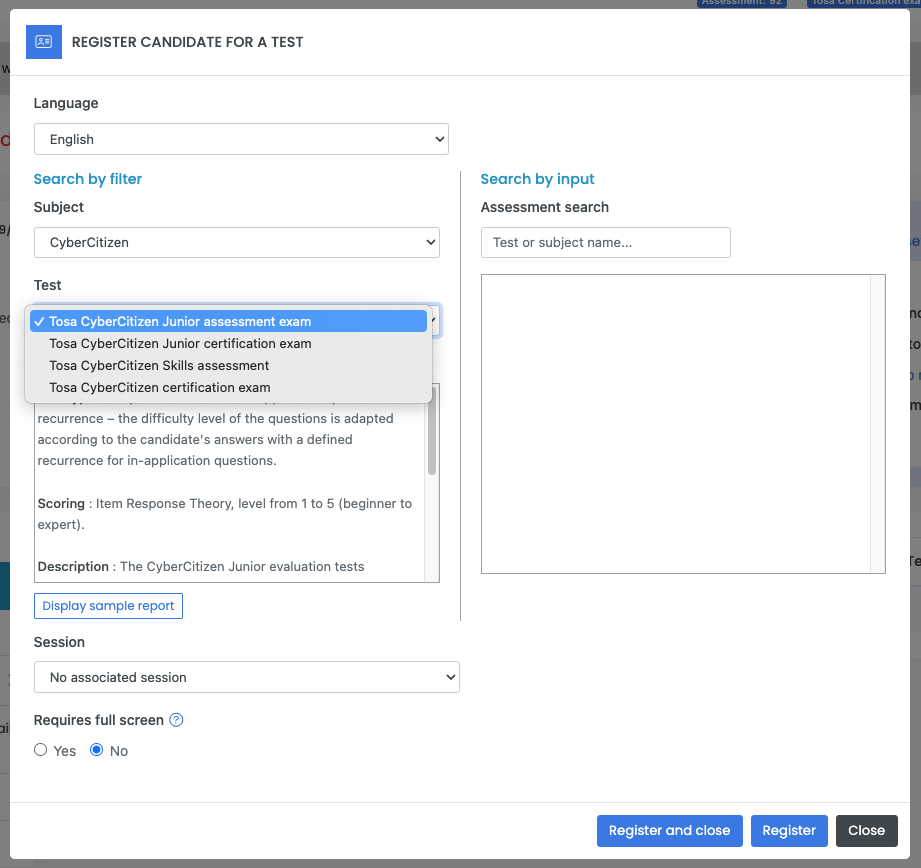 Assessment: 92
Tosa Certification exa
REGISTER CANDIDATE FOR A TEST
Language
English
Search by filter
Subject
CyberCitizen
Test
✓ Tosa CyberCitizen Junior assessment exam
Tosa CyberCitizen Junior certification exam
Tosa CyberCitizen Skills assessment
Tosa CyberCitizen certification exam
recurrence – the difficulty level of the questions is adapted
according to the candidate's answers with a defined
recurrence for in-application questions.
Scoring : Item Response Theory, level from 1 to 5 (beginner to
expert).
Description : The CyberCitizen Junior evaluation tests
Display sample report
Search by input
Assessment search
Test or subject name...
Session
No associated session
Requires full screen ?
Yes No
Register and close Register Close